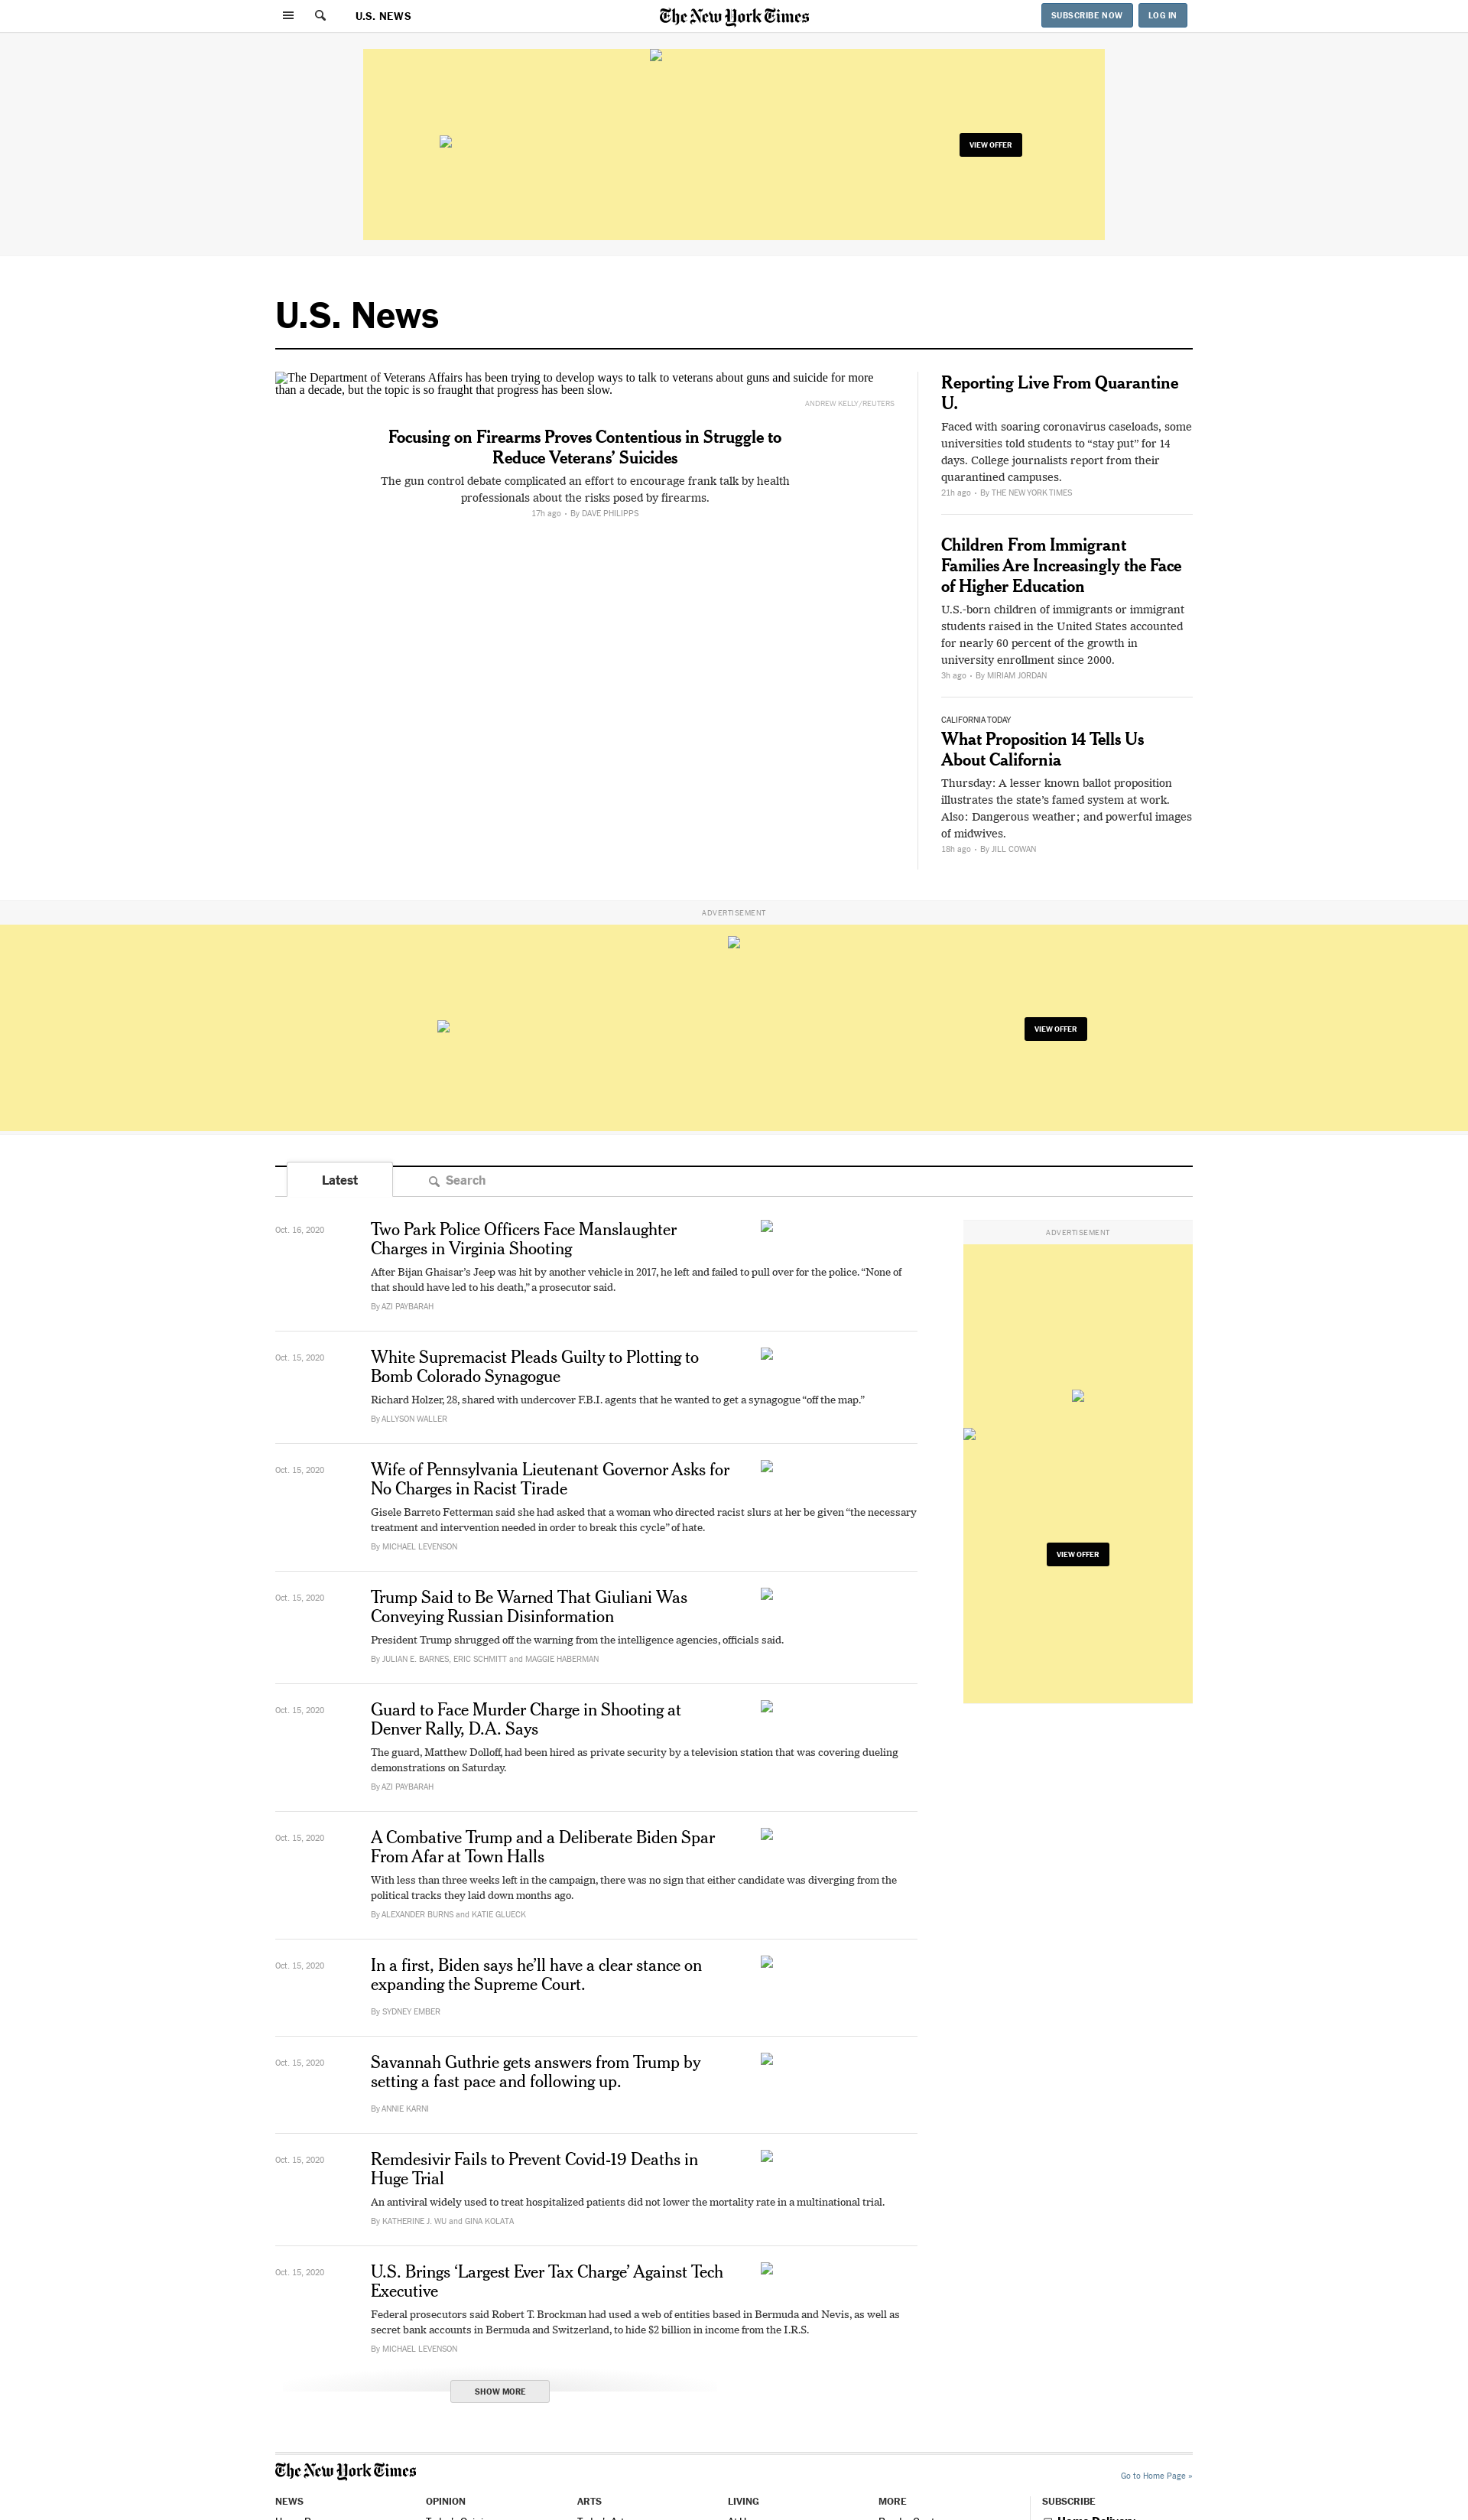 U.S. NEWS
The New York Times
SUBSCRIBE NOW
LOG IN
VIEW OFFER
U.S. News
The Department of Veterans Affairs has been trying to develop ways to talk to veterans about guns and suicide for more
than a decade, but the topic is so fraught that progress has been slow.
ANDREW KELLY/REUTERS
Focusing on Firearms Proves Contentious in Struggle to
Reduce Veterans’ Suicides
The gun control debate complicated an effort to encourage frank talk by health
professionals about the risks posed by firearms.
17h ago • By DAVE PHILIPPS
Reporting Live From Quarantine
U.
Faced with soaring coronavirus caseloads, some
universities told students to “stay put” for 14
days. College journalists report from their
quarantined campuses.
21h ago • By THE NEW YORK TIMES
Children From Immigrant
Families Are Increasingly the Face
of Higher Education
U.S.-born children of immigrants or immigrant
students raised in the United States accounted
for nearly 60 percent of the growth in
university enrollment since 2000.
3h ago • By MIRIAM JORDAN
CALIFORNIA TODAY
What Proposition 14 Tells Us
About California
Thursday: A lesser known ballot proposition
illustrates the state’s famed system at work.
Also: Dangerous weather; and powerful images
of midwives.
18h ago • By JILL COWAN
ADVERTISEMENT
VIEW OFFER
Latest
Search
Oct. 16, 2020
Two Park Police Officers Face Manslaughter
Charges in Virginia Shooting
After Bijan Ghaisar’s Jeep was hit by another vehicle in 2017, he left and failed to pull over for the police. “None of
that should have led to his death,” a prosecutor said.
By AZI PAYBARAH
Oct. 15, 2020
White Supremacist Pleads Guilty to Plotting to
Bomb Colorado Synagogue
Richard Holzer, 28, shared with undercover F.B.I. agents that he wanted to get a synagogue “off the map.”
By ALLYSON WALLER
Oct. 15, 2020
Wife of Pennsylvania Lieutenant Governor Asks for
No Charges in Racist Tirade
Gisele Barreto Fetterman said she had asked that a woman who directed racist slurs at her be given “the necessary
treatment and intervention needed in order to break this cycle” of hate.
By MICHAEL LEVENSON
Oct. 15, 2020
Trump Said to Be Warned That Giuliani Was
Conveying Russian Disinformation
President Trump shrugged off the warning from the intelligence agencies, officials said.
By JULIAN E. BARNES, ERIC SCHMITT and MAGGIE HABERMAN
Oct. 15, 2020
Guard to Face Murder Charge in Shooting at
Denver Rally, D.A. Says
The guard, Matthew Dolloff, had been hired as private security by a television station that was covering dueling
demonstrations on Saturday.
By AZI PAYBARAH
Oct. 15, 2020
A Combative Trump and a Deliberate Biden Spar
From Afar at Town Halls
With less than three weeks left in the campaign, there was no sign that either candidate was diverging from the
political tracks they laid down months ago.
By ALEXANDER BURNS and KATIE GLUECK
Oct. 15, 2020
In a first, Biden says he’ll have a clear stance on
expanding the Supreme Court.
By SYDNEY EMBER
Oct. 15, 2020
Savannah Guthrie gets answers from Trump by
setting a fast pace and following up.
By ANNIE KARNI
Oct. 15, 2020
Remdesivir Fails to Prevent Covid-19 Deaths in
Huge Trial
An antiviral widely used to treat hospitalized patients did not lower the mortality rate in a multinational trial.
By KATHERINE J. WU and GINA KOLATA
Oct. 15, 2020
U.S. Brings ‘Largest Ever Tax Charge’ Against Tech
Executive
Federal prosecutors said Robert T. Brockman had used a web of entities based in Bermuda and Nevis, as well as
secret bank accounts in Bermuda and Switzerland, to hide $2 billion in income from the I.R.S.
By MICHAEL LEVENSON
SHOW MORE
ADVERTISEMENT
VIEW OFFER
The New York Times
Go to Home Page »
NEWS
OPINION
ARTS
LIVING
MORE
SUBSCRIBE